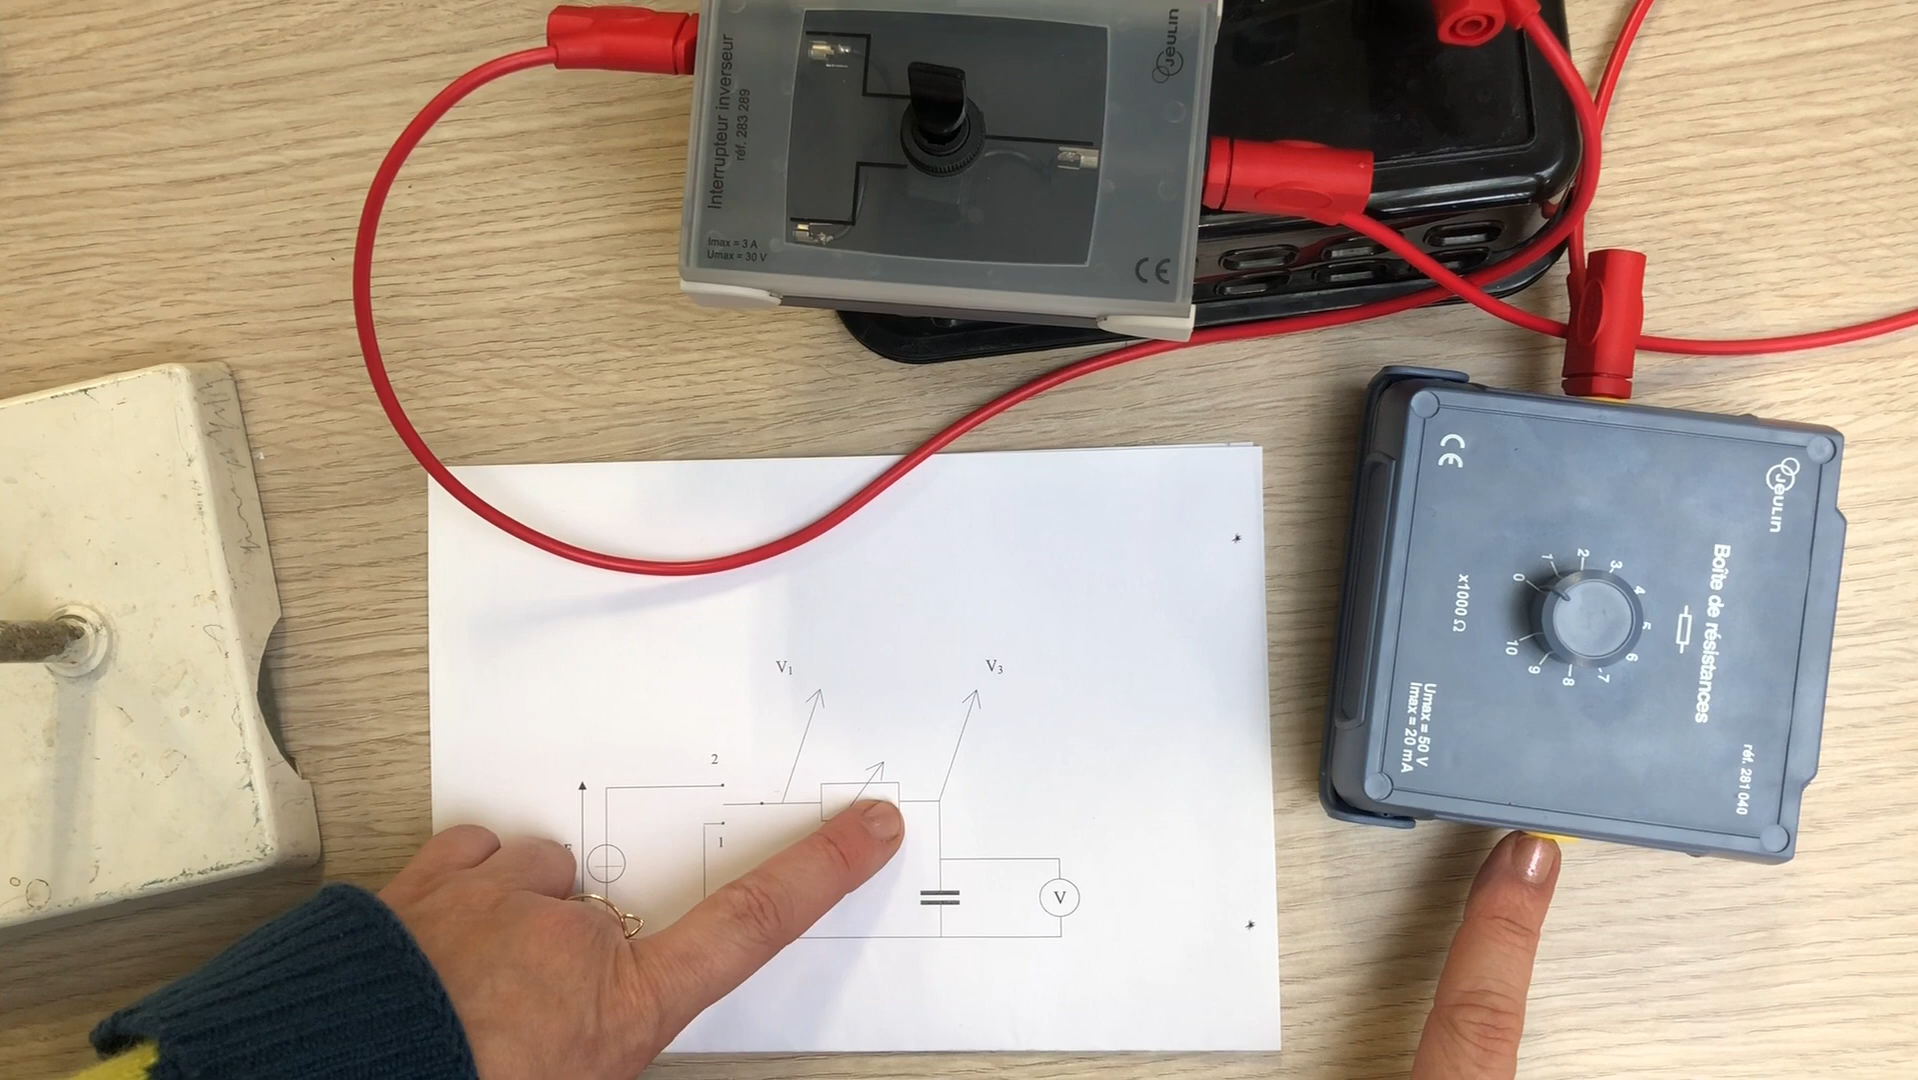 Interrupteur inverseur
réf. 283 289
JEULIN
Imax = 3 A
Umax = 30 V
CE
CE
JEULIN
Boîte de résistances
réf. 281 040
x1000 Ω
0
1
2
3
4
5
6
7
8
9
10
Umax = 50 V
Imax = 20 mA
V1
V3
2
1
V